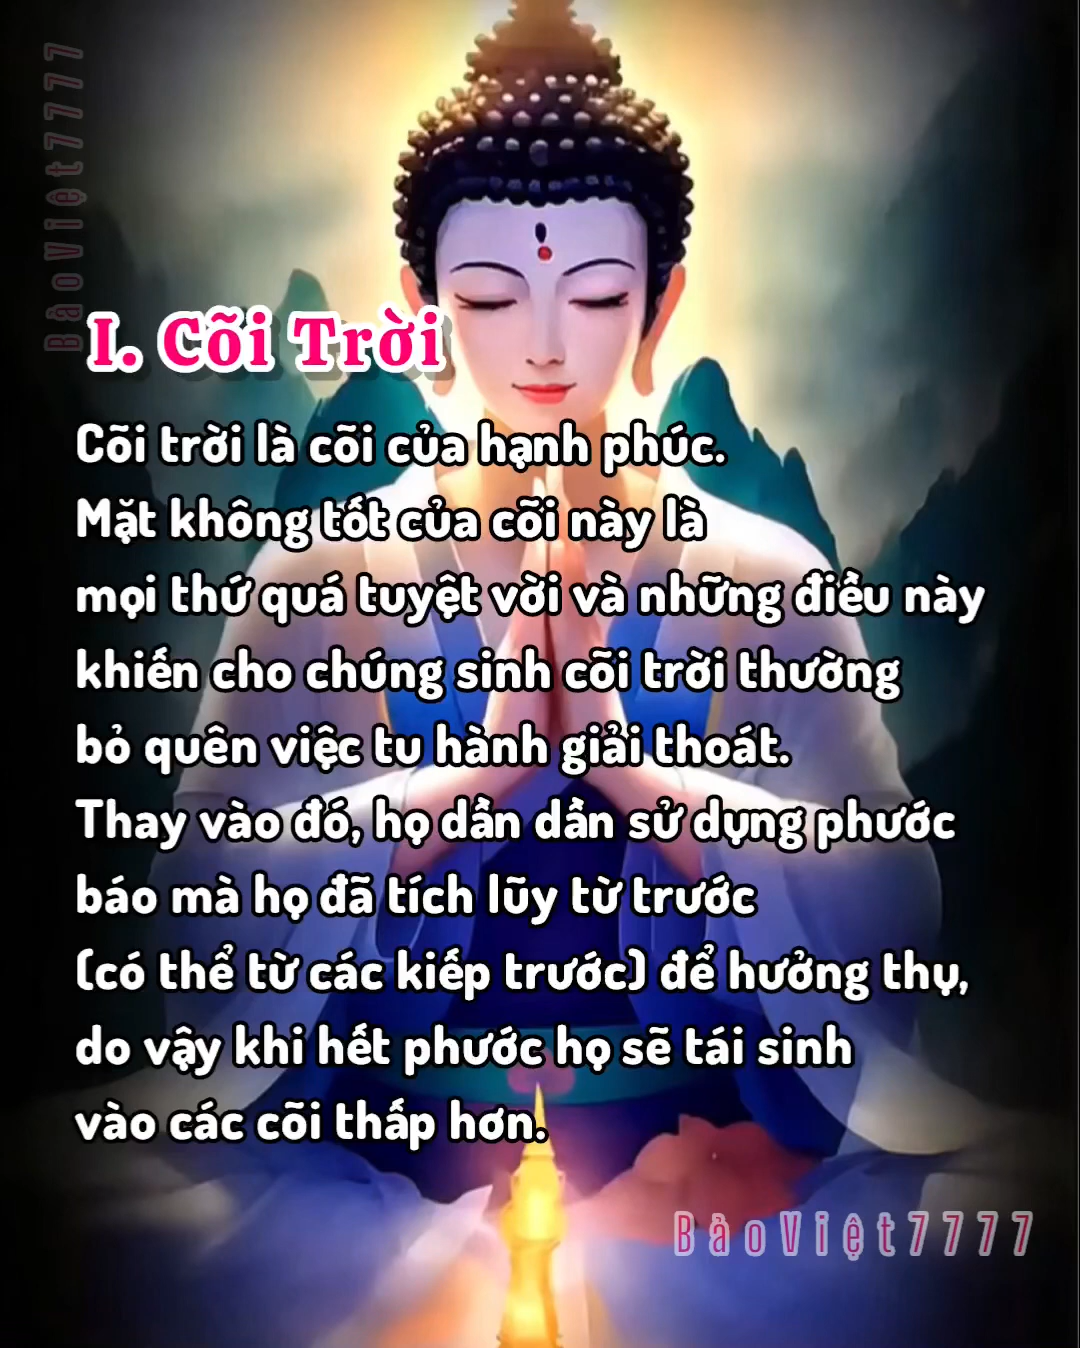 BảoViệt7777
I. Cõi Trời
Cõi trời là cõi của hạnh phúc.
Mặt không tốt của cõi này là
mọi thứ quá tuyệt vời và những điều này
khiến cho chúng sinh cõi trời thường
bỏ quên việc tu hành giải thoát.
Thay vào đó, họ dần dần sử dụng phước
báo mà họ đã tích lũy từ trước
(có thể từ các kiếp trước) để hưởng thụ,
do vậy khi hết phước họ sẽ tái sinh
vào các cõi thấp hơn.
BảoViệt7777